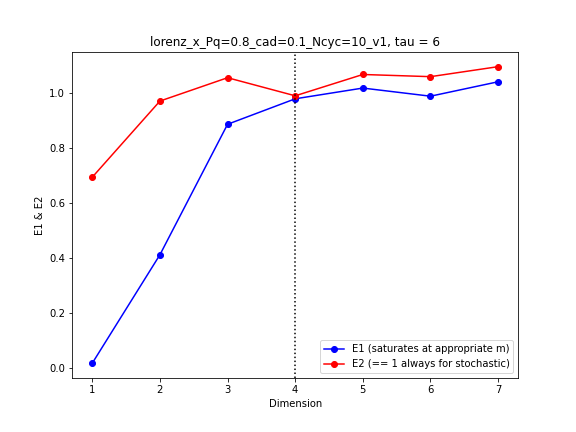 lorenz_x_Pq=0.8_cad=0.1_Ncyc=10_v1, tau = 6
1.0
0.8
0.6
0.4
0.2
0.0
E1 & E2
E1 (saturates at appropriate m)
E2 (== 1 always for stochastic)
1 2 3 4 5 6 7
Dimension